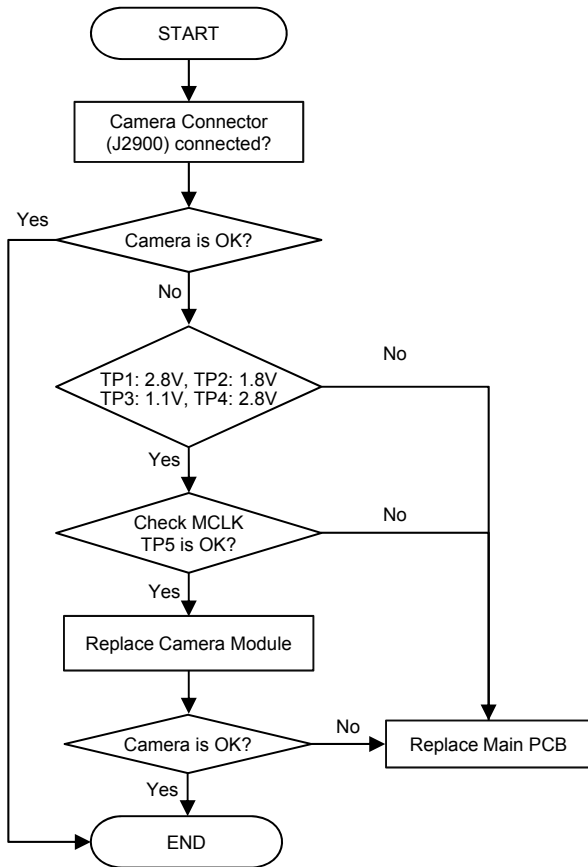 START
Camera Connector
(J2900) connected?
Yes
Camera is OK?
No
TP1: 2.8V, TP2: 1.8V
TP3: 1.1V, TP4: 2.8V
No
Yes
Check MCLK
TP5 is OK?
No
Yes
Replace Camera Module
Camera is OK?
No
Replace Main PCB
Yes
END